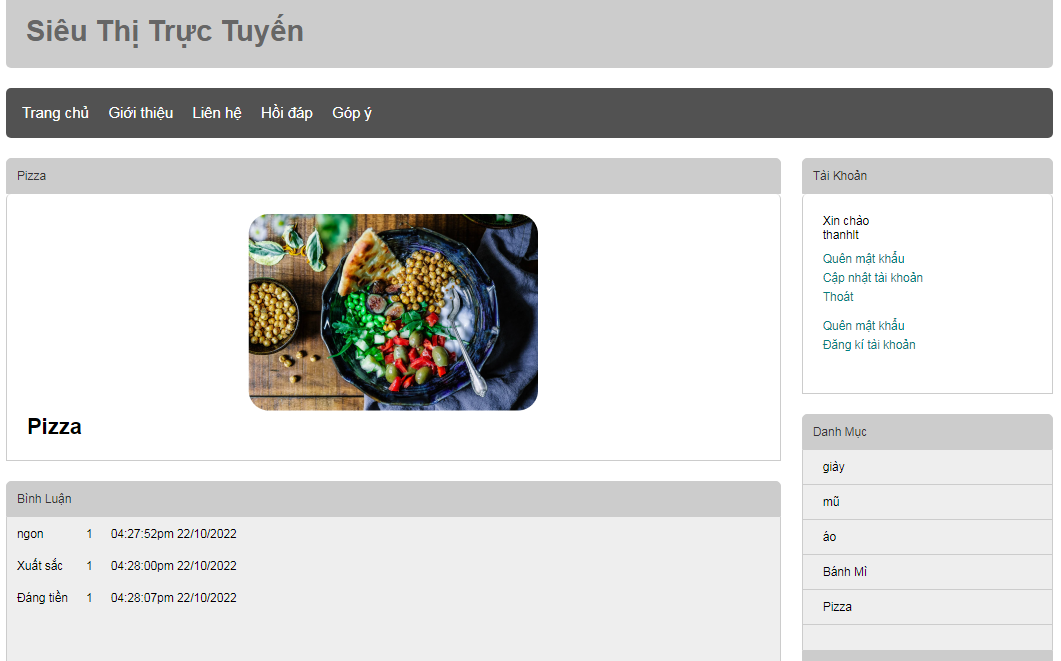 Siêu Thị Trực Tuyến
Trang chủ Giới thiệu Liên hệ Hồi đáp Góp ý
Pizza
Pizza
Bình Luận
ngon 1 04:27:52pm 22/10/2022
Xuất sắc 1 04:28:00pm 22/10/2022
Đáng tiền 1 04:28:07pm 22/10/2022
Tài Khoản
Xin chào
thanhlt
Quên mật khẩu
Cập nhật tài khoản
Thoát
Quên mật khẩu
Đăng kí tài khoản
Danh Mục
giày
mũ
áo
Bánh Mì
Pizza